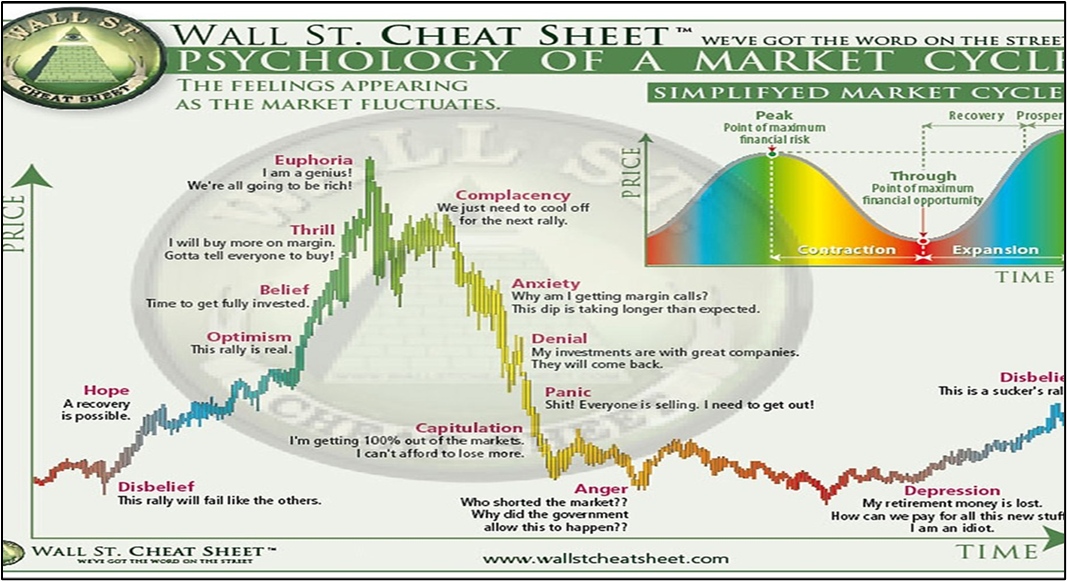 WALL ST.
CHEAT SHEET
WALL ST. CHEAT SHEET™ WE'VE GOT THE WORD ON THE STREET
PSYCHOLOGY OF A MARKET CYCLE
THE FEELINGS APPEARING
AS THE MARKET FLUCTUATES.
SIMPLIFYED MARKET CYCLE
Peak
Point of maximum
financial risk
Recovery
Prosper
PRICE
Through
Point of maximum
financial opportunity
Contraction
Expansion
TIME
WALL ST.
CHEAT SHEET
PRICE
Euphoria
I am a genius!
We're all going to be rich!
Complacency
We just need to cool off
for the next rally.
Thrill
I will buy more on margin.
Gotta tell everyone to buy!
Belief
Time to get fully invested.
Anxiety
Why am I getting margin calls?
This dip is taking longer than expected.
Optimism
This rally is real.
Denial
My investments are with great companies.
They will come back.
Hope
A recovery
is possible.
Panic
Shit! Everyone is selling. I need to get out!
Disbelie
This is a sucker's ral
Capitulation
I'm getting 100% out of the markets.
I can't afford to lose more.
Disbelief
This rally will fail like the others.
Anger
Who shorted the market??
Why did the government
allow this to happen??
Depression
My retirement money is lost.
How can we pay for all this new stuff
I am an idiot.
WALL ST. CHEAT SHEET™
WE'VE GOT THE WORD ON THE STREET
www.wallstcheatsheet.com
TIME